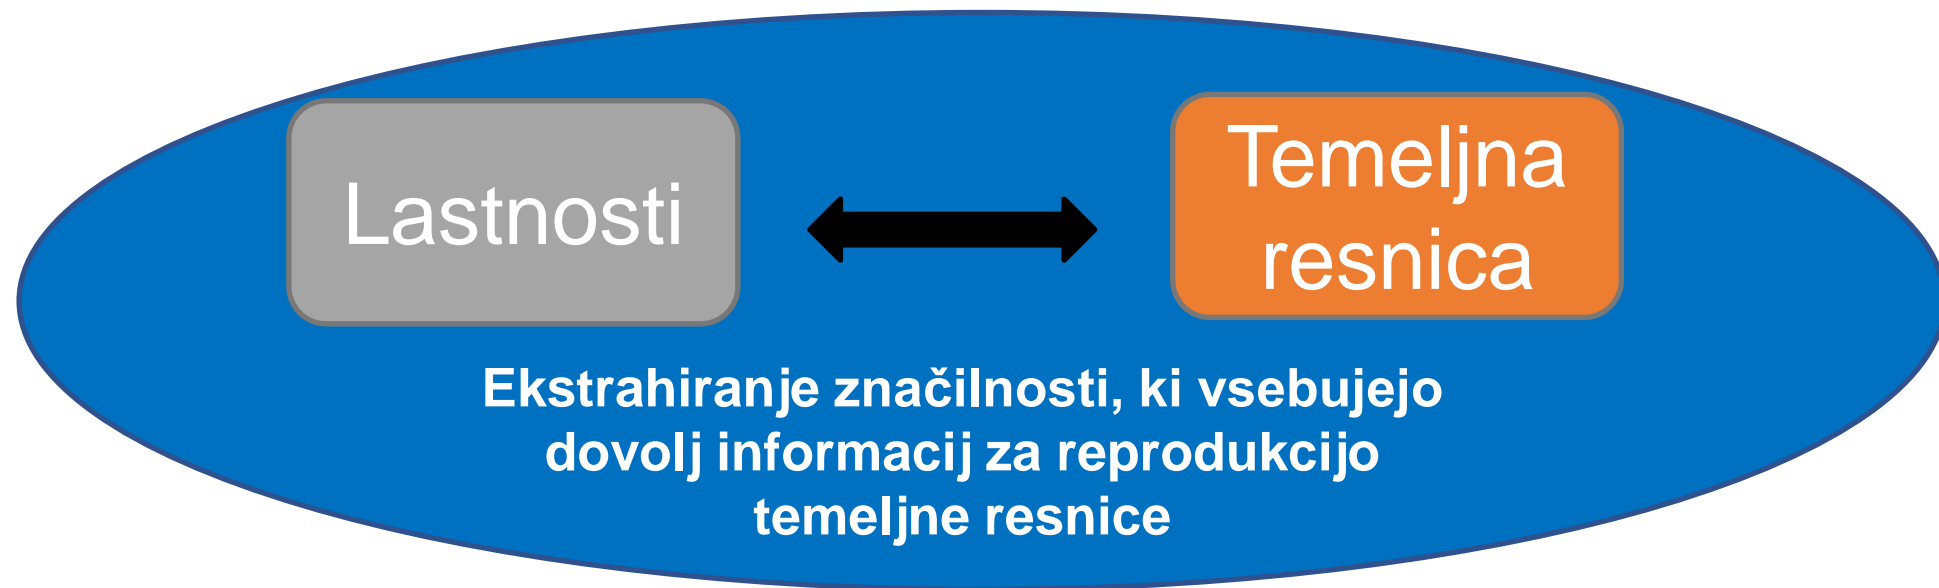 Lastnosti
Temeljna
resnica
Ekstrahiranje značilnosti, ki vsebujejo
dovolj informacij za reprodukcijo
temeljne resnice